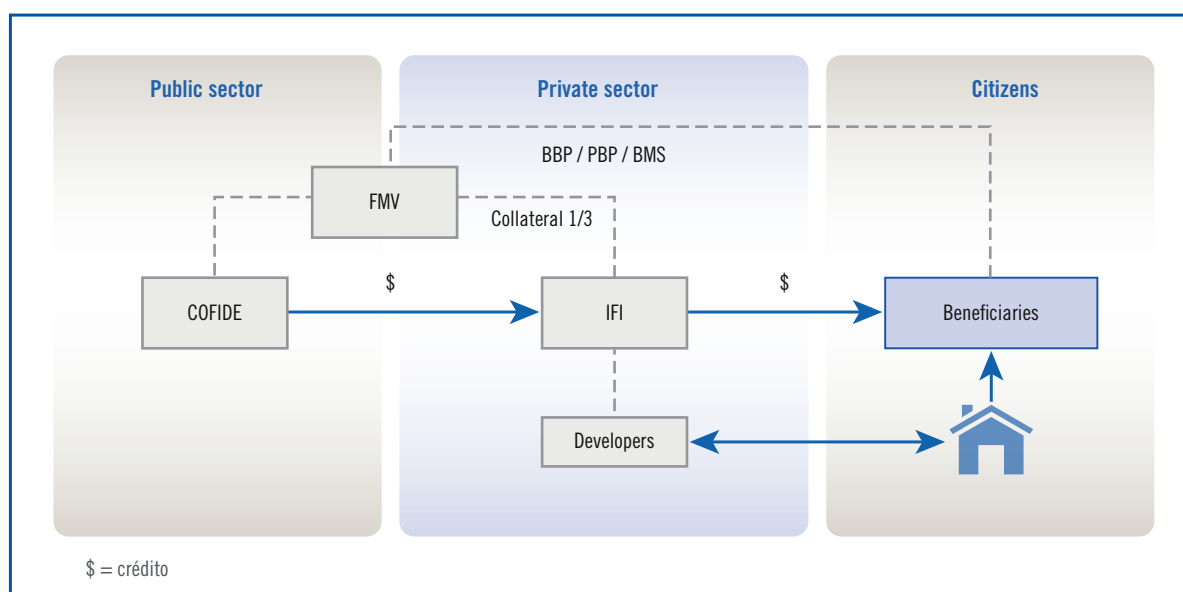 Public sector
Private sector
Citizens
BBP / PBP / BMS
FMV
Collateral 1/3
$
$
COFIDE
IFI
Beneficiaries
Developers
$ = crédito